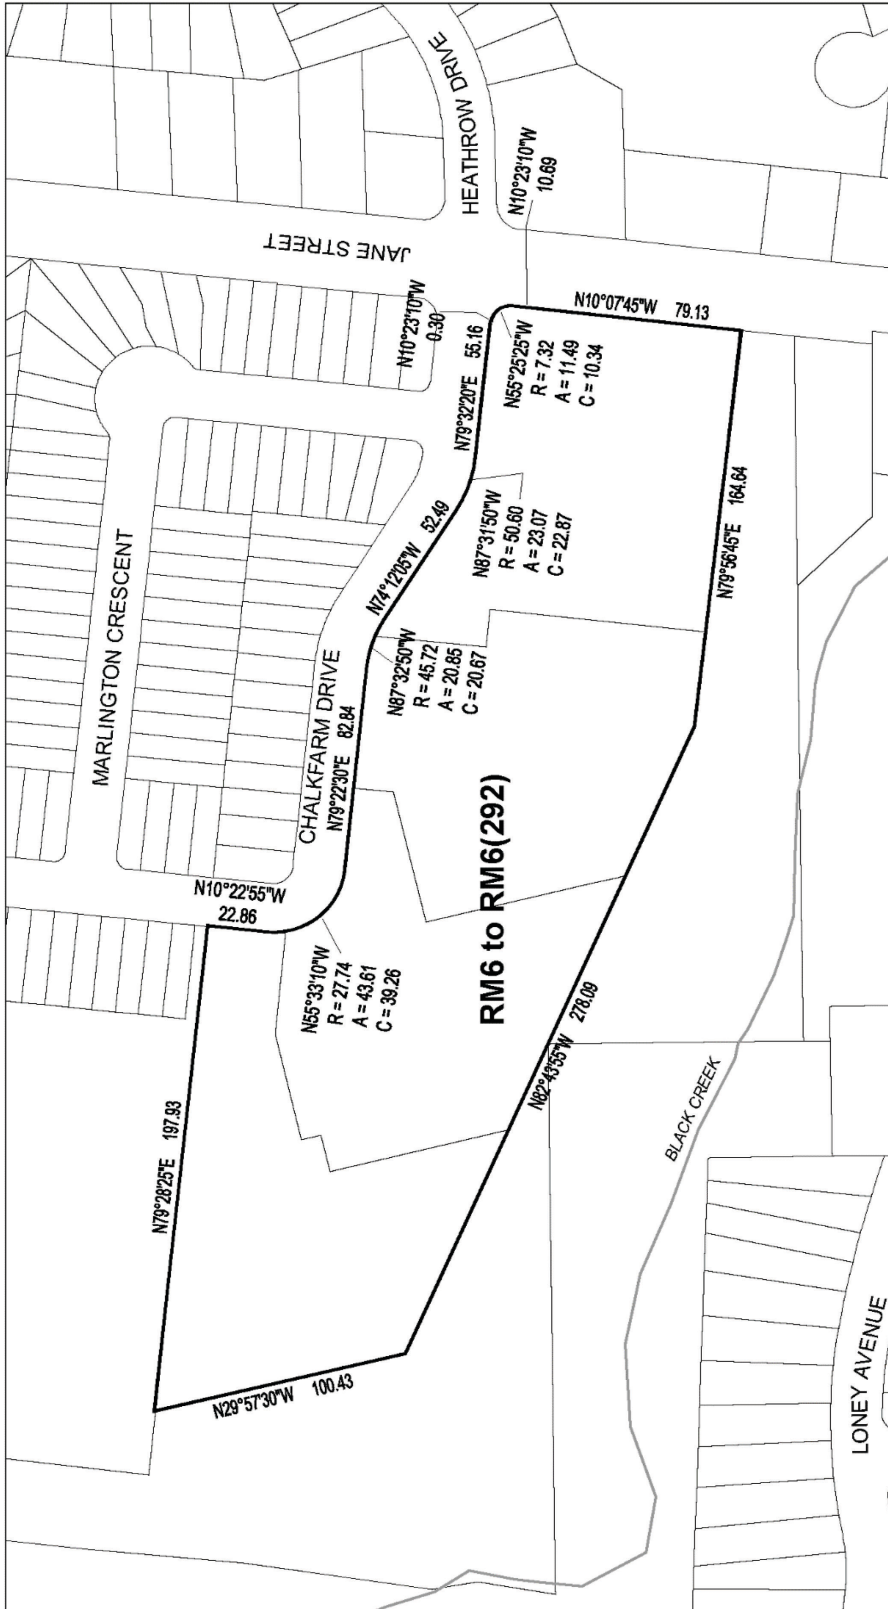 HEATHROW DRIVE
JANE STREET
N10°23'10"W
10.69
N10°23'10"W
0.30
N10°07'45"W 79.13
N79°32'20"E 55.16
N55°25'25"W
R = 7.32
A = 11.49
C = 10.34
MARLINGTON CRESCENT
N74°12'05"W 52.49
N87°31'50"W
R = 50.60
A = 23.07
C = 22.87
N79°56'45"E 164.64
CHALKFARM DRIVE
N79°22'30"E 82.84
N87°32'50"W
R = 45.72
A = 20.85
C = 20.67
N10°22'55"W
22.86
RM6 to RM6(292)
N55°33'10"W
R = 27.74
A = 43.61
C = 39.26
N82°43'55"W 278.09
N79°28'25"E 197.93
BLACK CREEK
N29°57'30"W 100.43
LONEY AVENUE